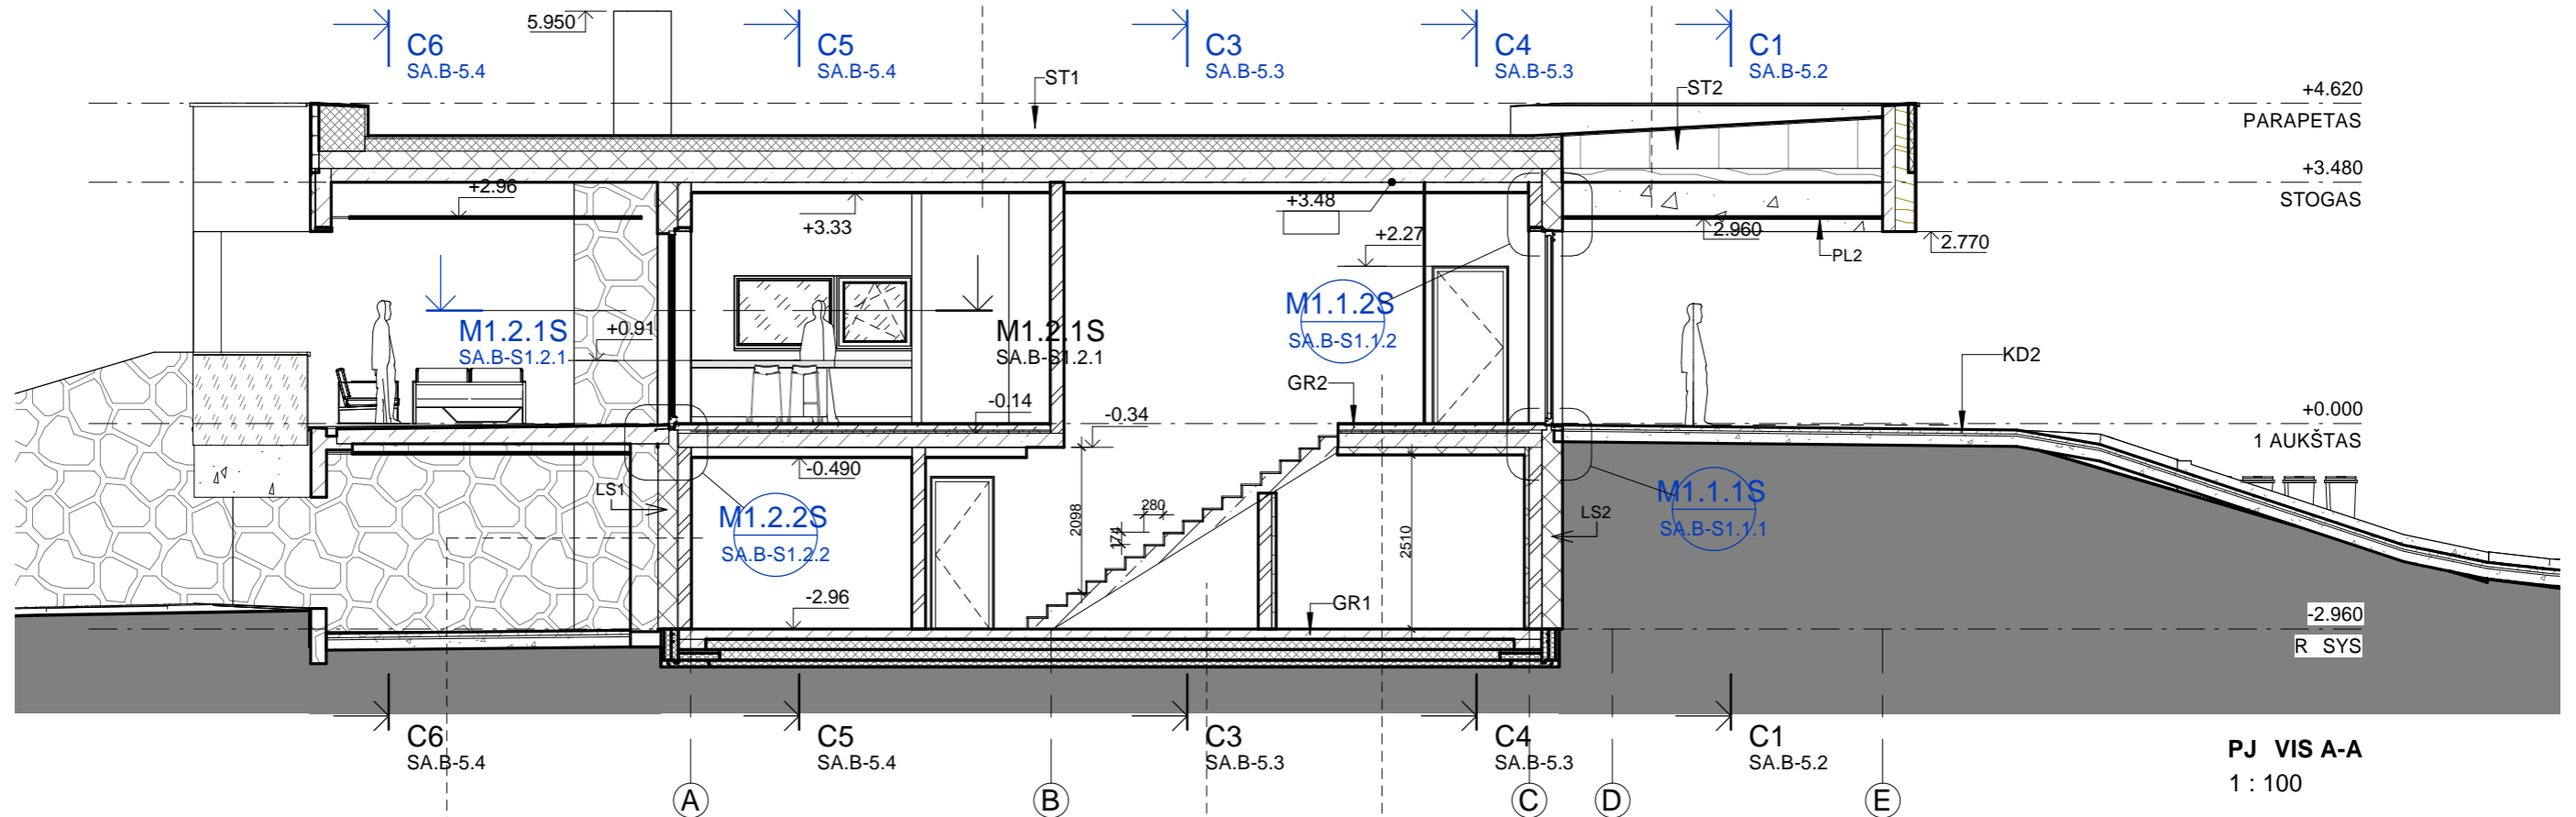 5.950
C6
SA.B-5.4
C5
SA.B-5.4
C3
SA.B-5.3
C4
SA.B-5.3
C1
SA.B-5.2
ST1
ST2
+4.620
PARAPETAS
+3.480
STOGAS
+2.96
+3.33
+3.48
+2.27
2.960
2.770
PL2
M1.2.1S
SA.B-S1.2.1
+0.91
M1.2.1S
SA.B-S1.2.1
M1.1.2S
SA.B-S1.1.2
KD2
GR2
-0.14
-0.34
+0.000
1 AUKŠTAS
-0.490
LS1
M1.2.2S
SA.B-S1.2.2
2098
280
174
2510
LS2
M1.1.1S
SA.B-S1.1.1
-2.96
GR1
-2.960
R SYS
C6
SA.B-5.4
C5
SA.B-5.4
C3
SA.B-5.3
C4
SA.B-5.3
C1
SA.B-5.2
PJ VIS A-A
1 : 100
A
B
C
D
E